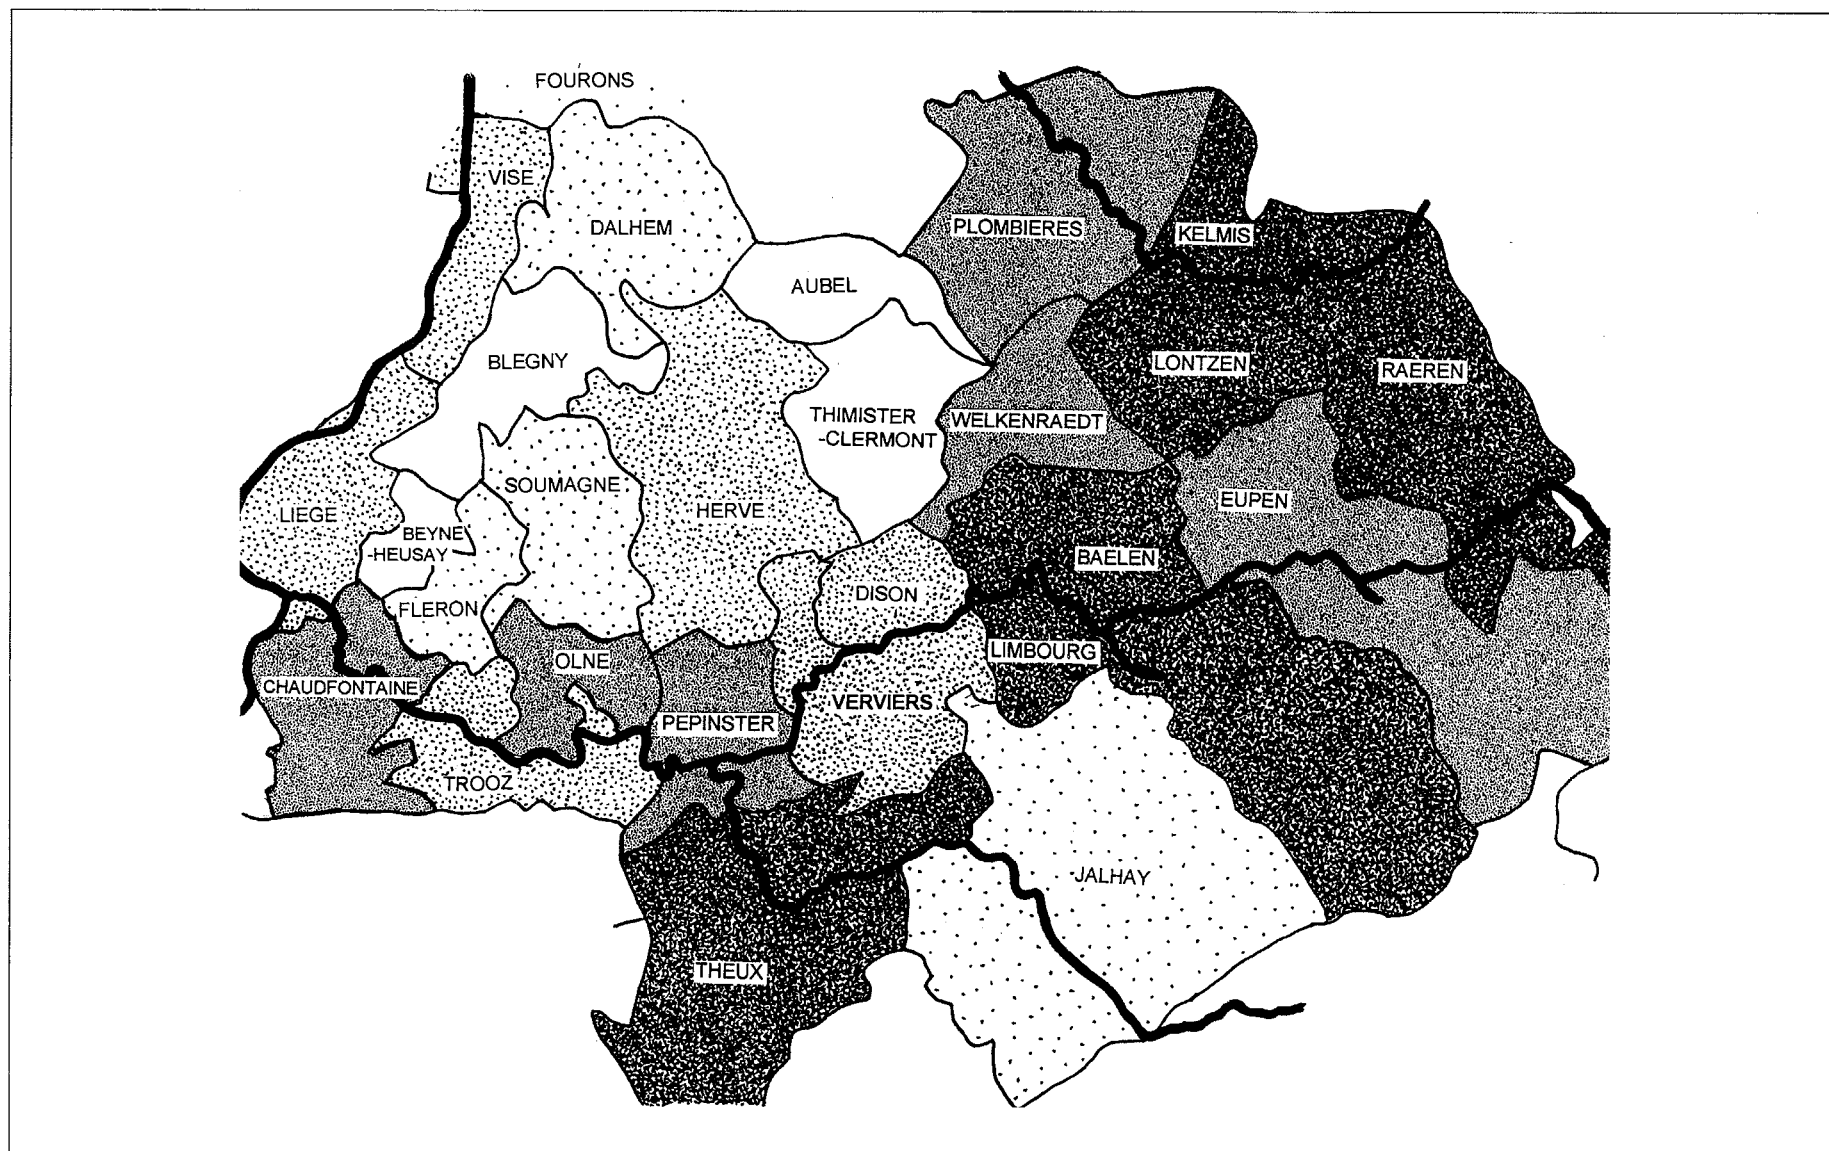 FOURONS
VISE
DALHEM
PLOMBIERES
KELMIS
AUBEL
BLEGNY
LONTZEN
RAEREN
THIMISTER
-CLERMONT
WELKENRAEDT
SOUMAGNE
HERVE
EUPEN
LIEGE
BEYNE
-HEUSAY
BAELEN
DISON
FLERON
LIMBOURG
OLNE
CHAUDFONTAINE
VERVIERS
PEPINSTER
TROOZ
JALHAY
THEUX